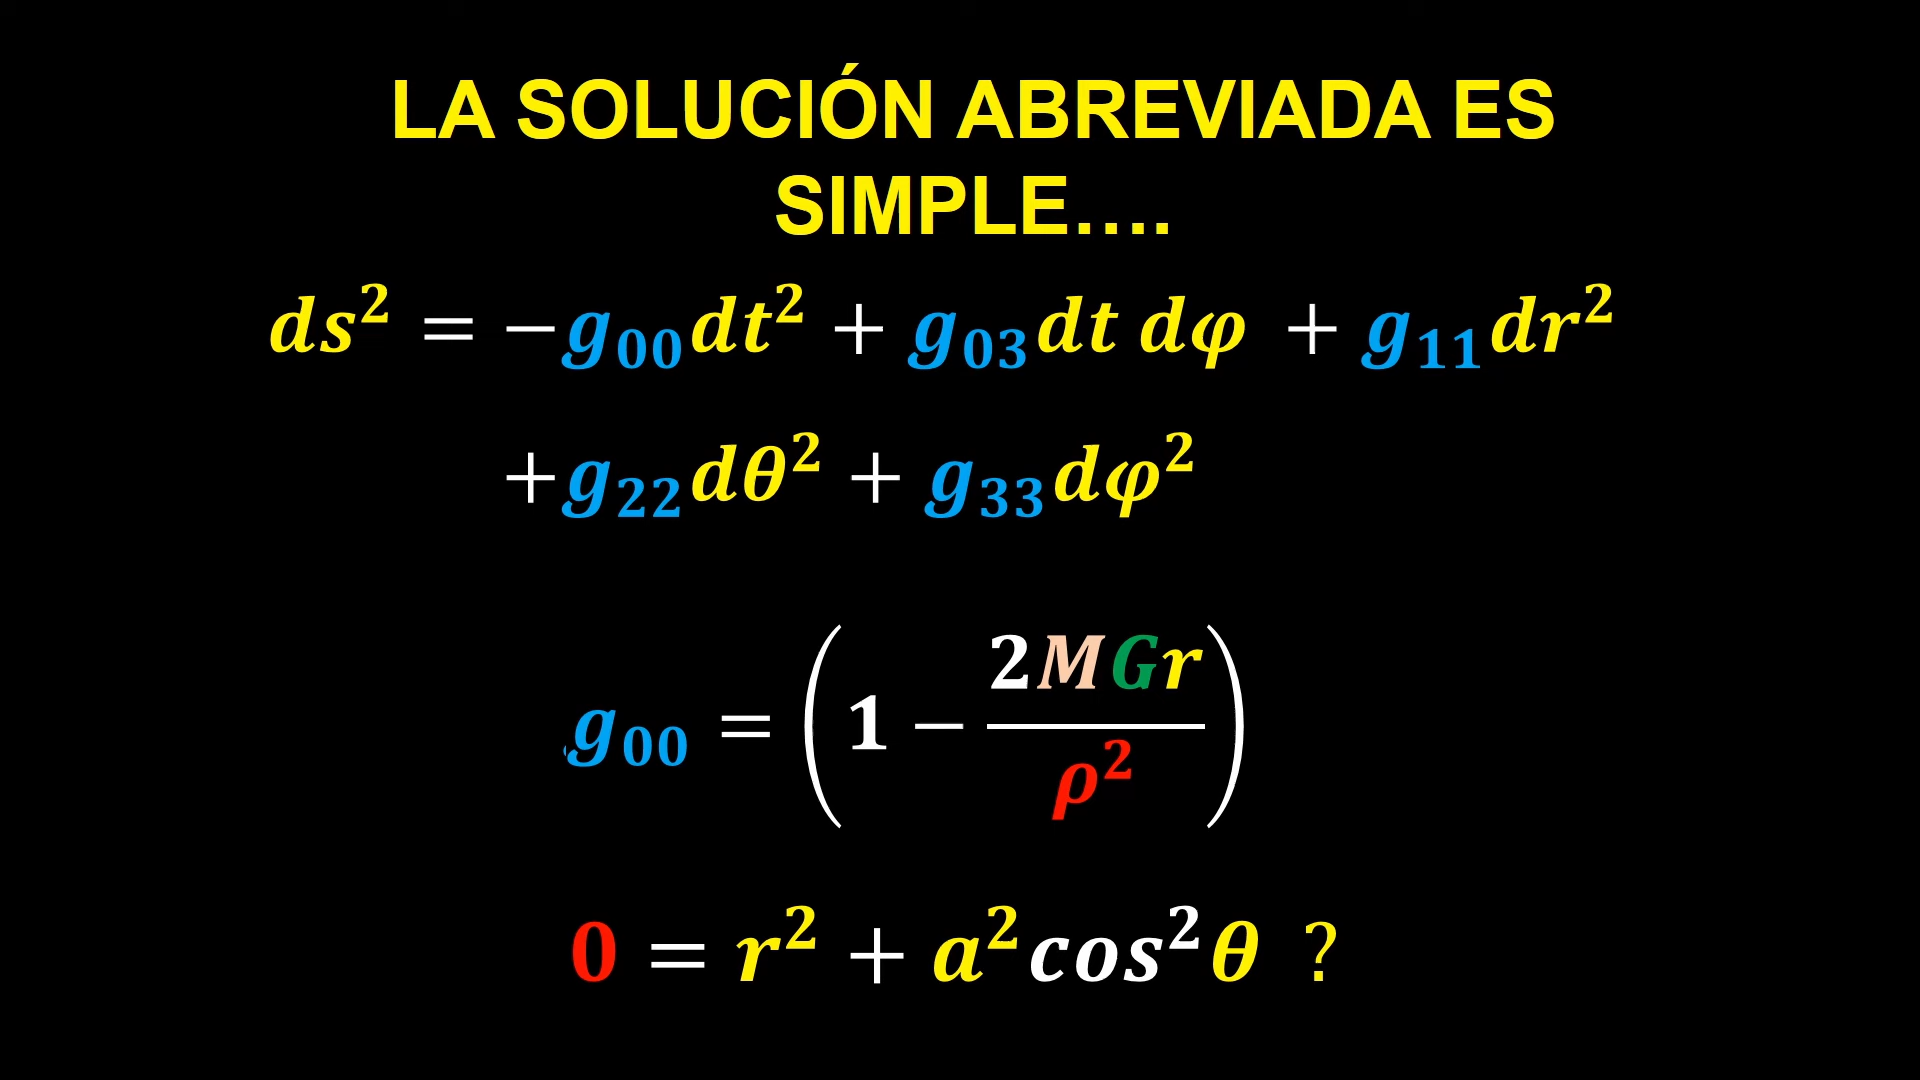 LA SOLUCIÓN ABREVIADA ES
SIMPLE….
ds² = −g₀₀dt² + g₀₃dt dφ + g₁₁dr²
+g₂₂dθ² + g₃₃dφ²
g₀₀ = (1 − 2MGr/ρ²)
0 = r² + a²cos²θ ?